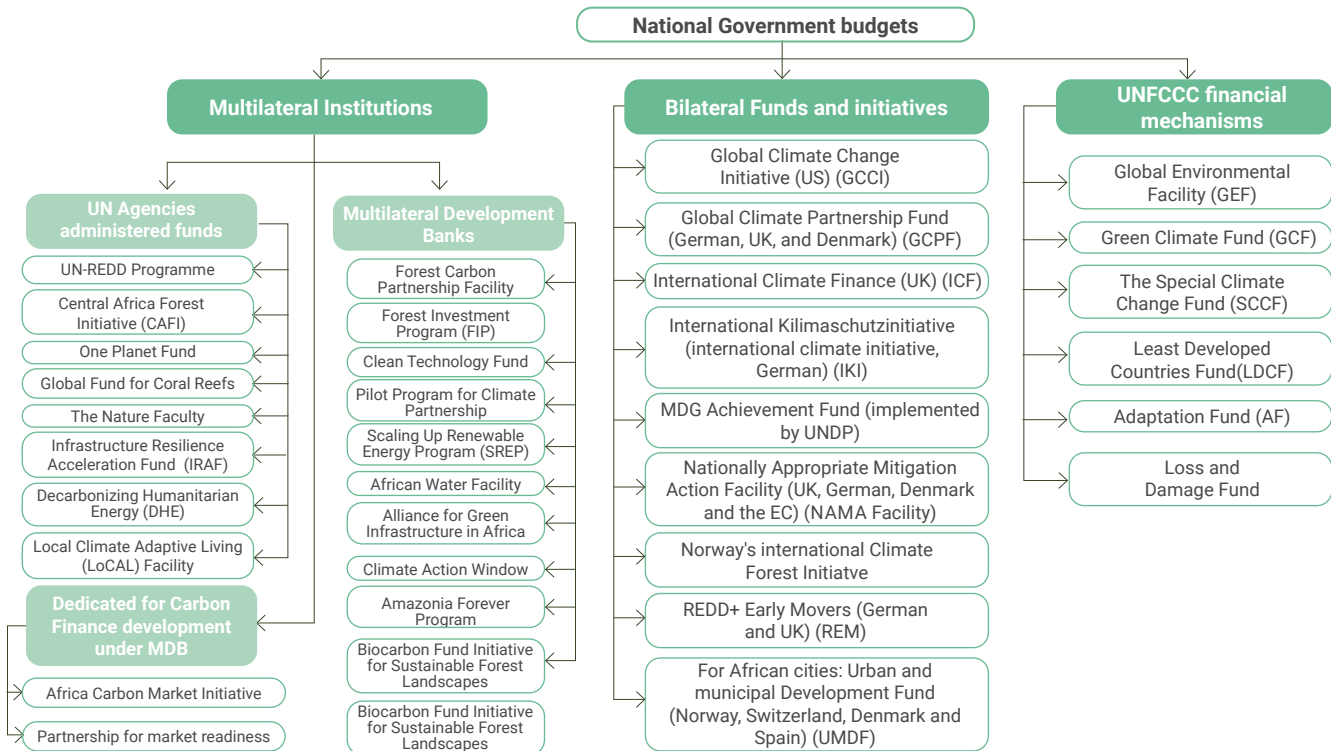 National Government budgets
Multilateral Institutions
UN Agencies
administered funds
UN-REDD Programme
Central Africa Forest
Initiative (CAFI)
One Planet Fund
Global Fund for Coral Reefs
The Nature Faculty
Infrastructure Resilience
Acceleration Fund (IRAF)
Decarbonizing Humanitarian
Energy (DHE)
Local Climate Adaptive Living
(LoCAL) Facility
Dedicated for Carbon
Finance development
under MDB
Africa Carbon Market Initiative
Partnership for market readiness
Multilateral Development
Banks
Forest Carbon
Partnership Facility
Forest Investment
Program (FIP)
Clean Technology Fund
Pilot Program for Climate
Partnership
Scaling Up Renewable
Energy Program (SREP)
African Water Facility
Alliance for Green
Infrastructure in Africa
Climate Action Window
Amazonia Forever
Program
Biocarbon Fund Initiative
for Sustainable Forest
Landscapes
Biocarbon Fund Initiative
for Sustainable Forest
Landscapes
Bilateral Funds and initiatives
Global Climate Change
Initiative (US) (GCCI)
Global Climate Partnership Fund
(German, UK, and Denmark) (GCPF)
International Climate Finance (UK) (ICF)
International Kilimaschutzinitiative
(international climate initiative,
German) (IKI)
MDG Achievement Fund (implemented
by UNDP)
Nationally Appropriate Mitigation
Action Facility (UK, German, Denmark
and the EC) (NAMA Facility)
Norway's international Climate
Forest Initiatve
REDD+ Early Movers (German
and UK) (REM)
For African cities: Urban and
municipal Development Fund
(Norway, Switzerland, Denmark and
Spain) (UMDF)
UNFCCC financial
mechanisms
Global Environmental
Facility (GEF)
Green Climate Fund (GCF)
The Special Climate
Change Fund (SCCF)
Least Developed
Countries Fund(LDCF)
Adaptation Fund (AF)
Loss and
Damage Fund